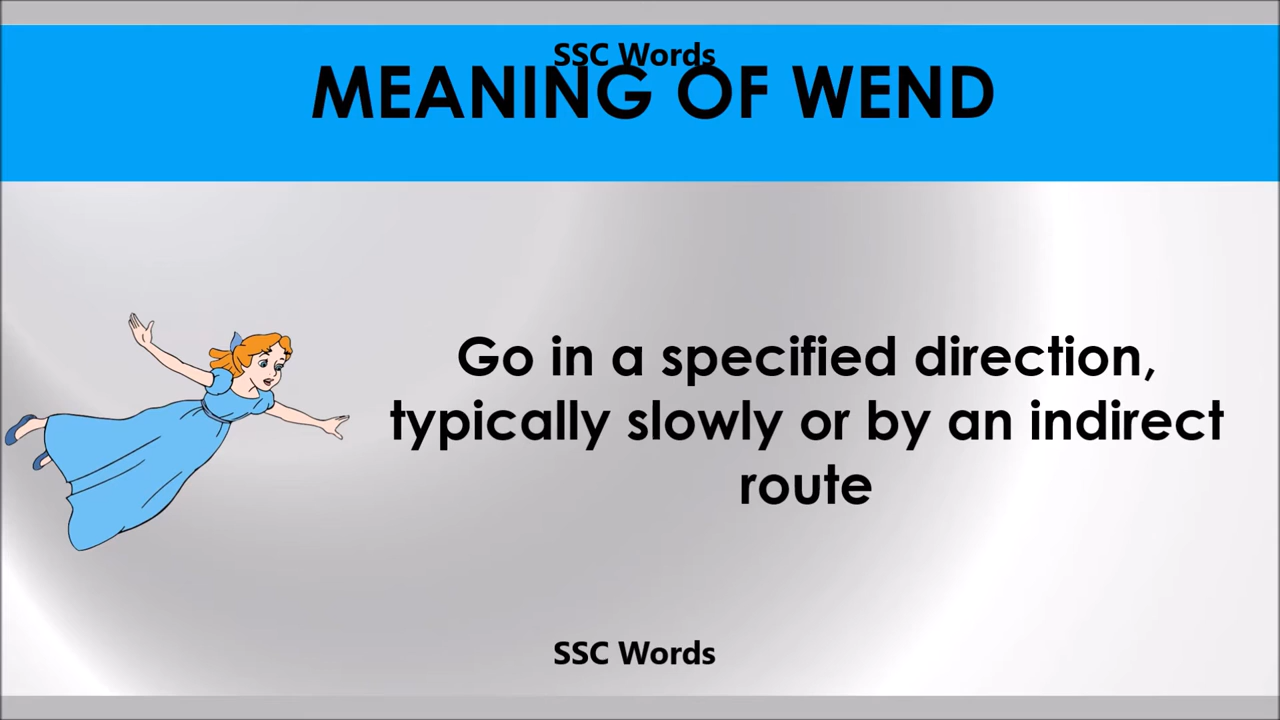 SSC Words
MEANING OF WEND
Go in a specified direction,
typically slowly or by an indirect
route
SSC Words